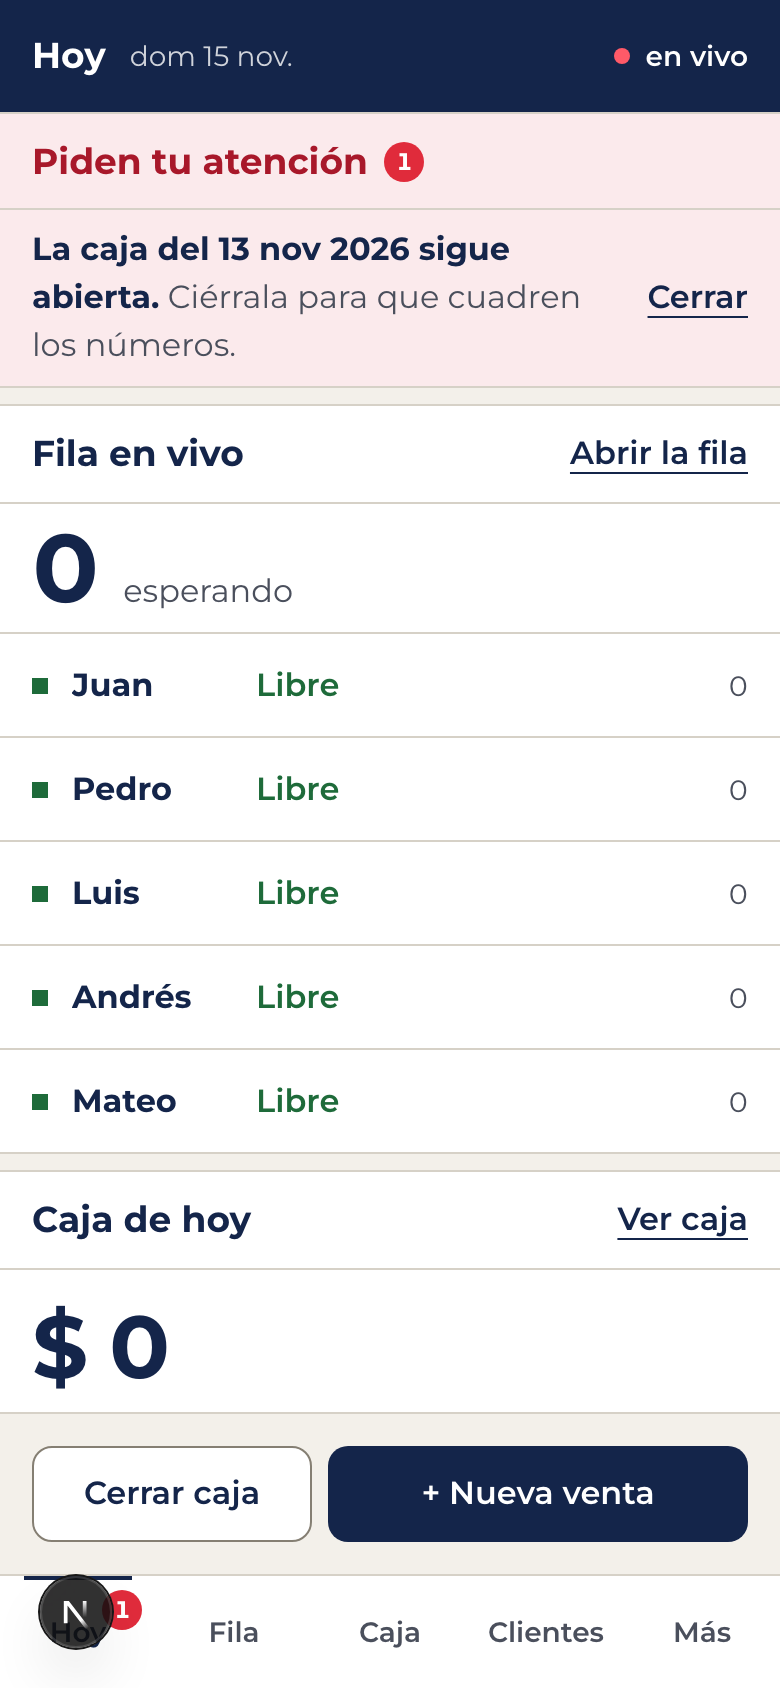 Hoy dom 15 nov. en vivo
Piden tu atención 1
La caja del 13 nov 2026 sigue
abierta. Ciérrala para que cuadren
los números.
Cerrar
Fila en vivo Abrir la fila
0 esperando
Juan Libre 0
Pedro Libre 0
Luis Libre 0
Andrés Libre 0
Mateo Libre 0
Caja de hoy Ver caja
$ 0
Cerrar caja + Nueva venta
N 1
Hoy Fila Caja Clientes Más